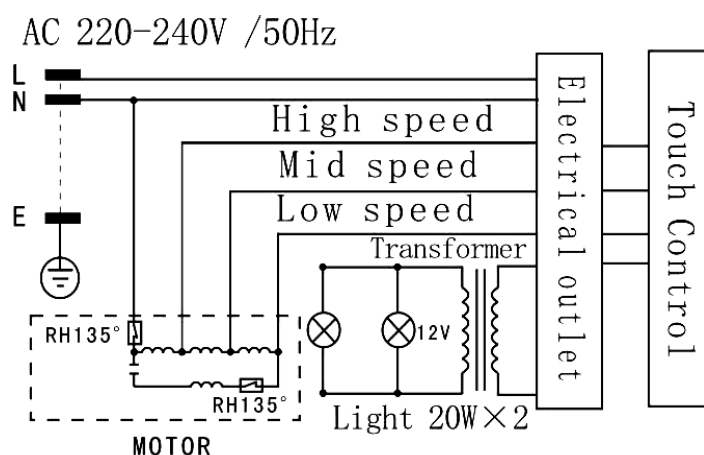 AC 220-240V /50Hz
L
N
High speed
Mid speed
Low speed
E
Transformer
Electrical outlet
Touch Control
RH135°
12V
RH135°
Light 20W×2
MOTOR